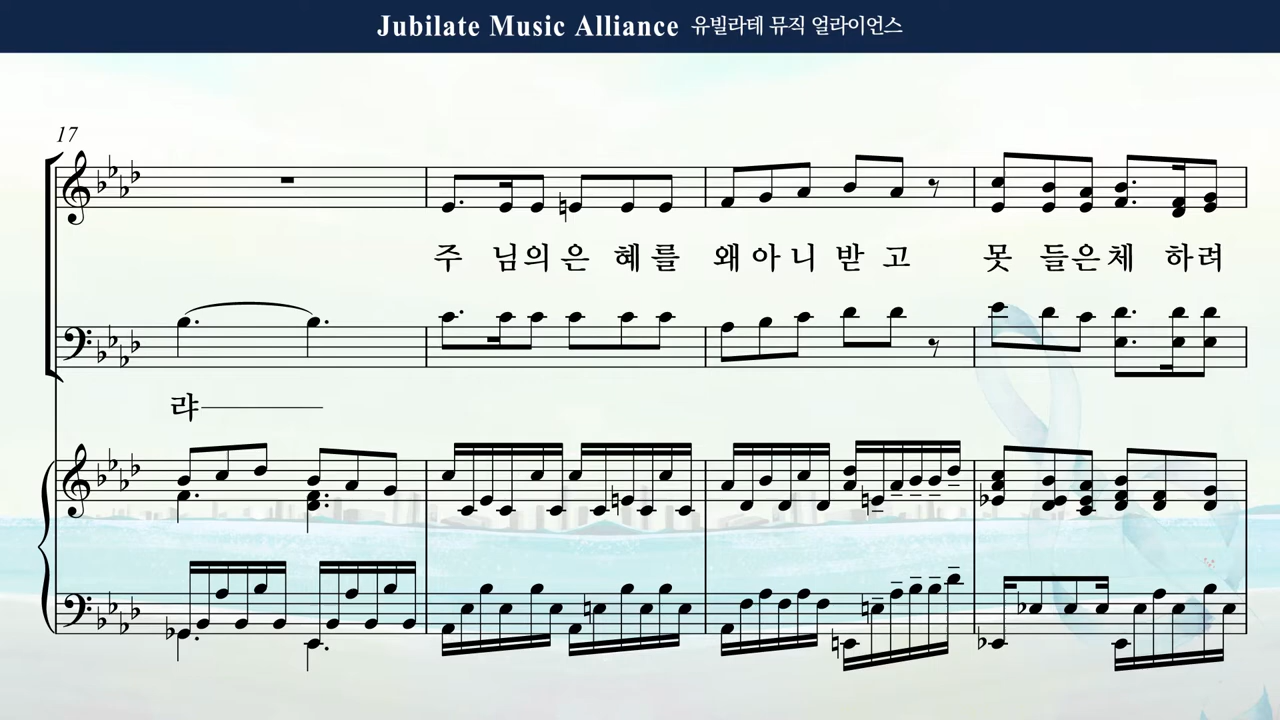 Jubilate Music Alliance 유빌라테 뮤직 얼라이언스
17
주 님의 은 혜 를 왜 아 니 받 고 못 들은 체 하려
랴